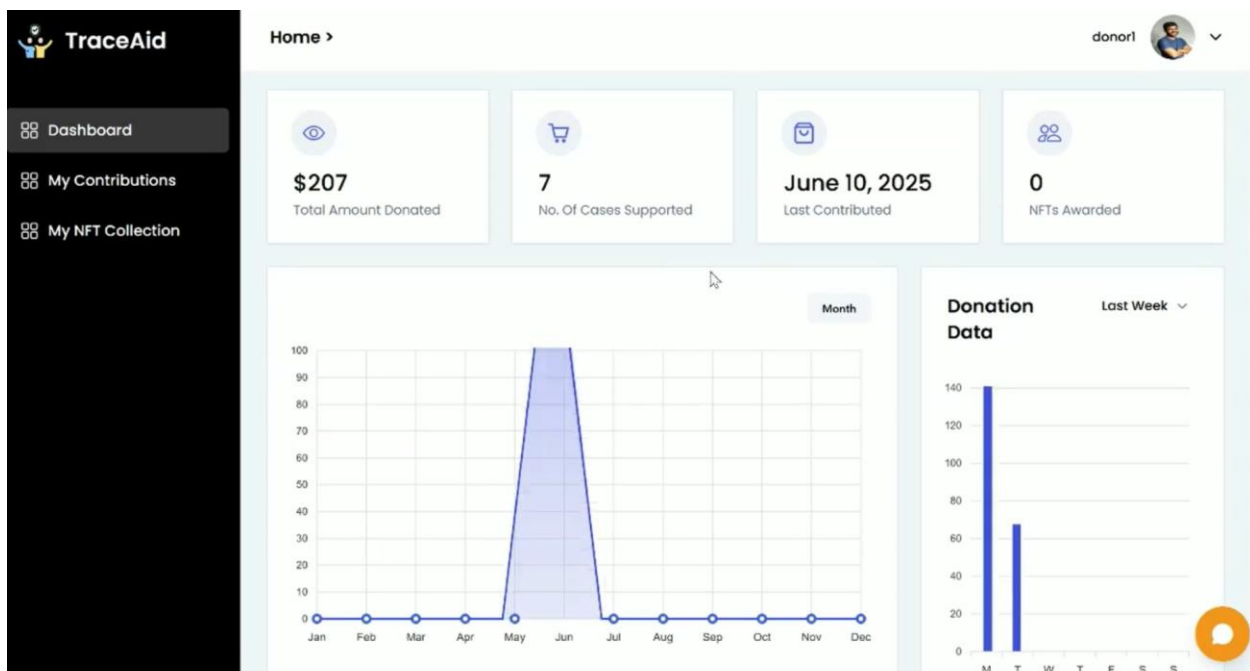 TraceAid
Home >
donor1
Dashboard
My Contributions
My NFT Collection
$207
Total Amount Donated
7
No. Of Cases Supported
June 10, 2025
Last Contributed
0
NFTs Awarded
Month
100
90
80
70
60
50
40
30
20
10
0
Jan Feb Mar Apr May Jun Jul Aug Sep Oct Nov Dec
Donation
Data
Last Week
140
120
100
80
60
40
20
0
M T W T F S S